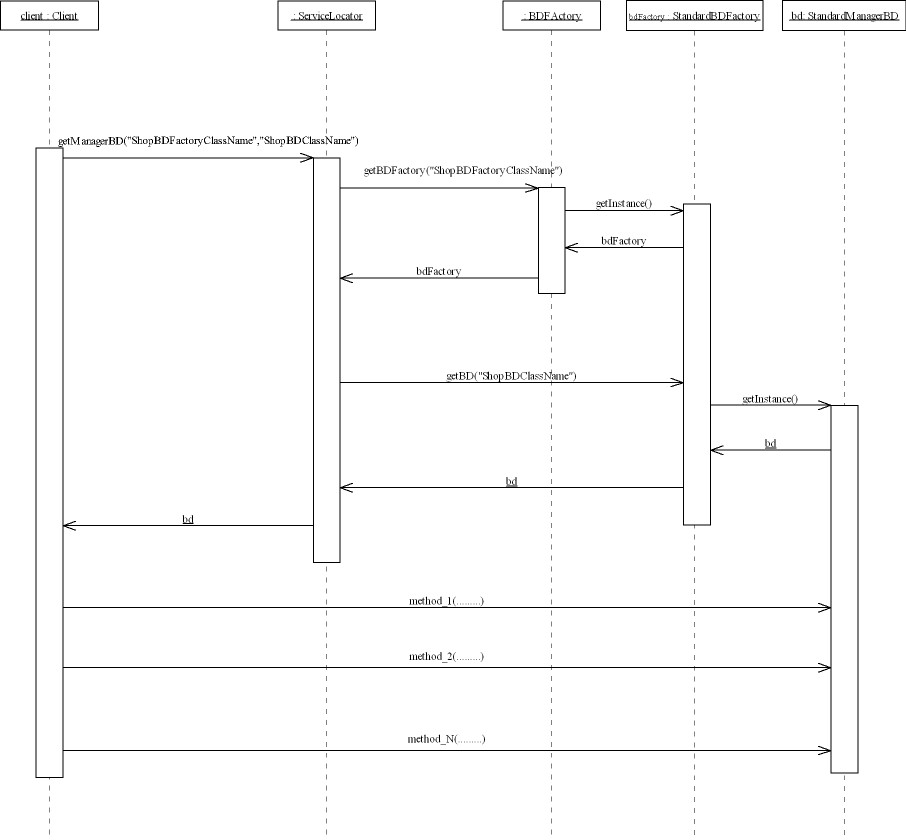 client : Client
: ServiceLocator
: BDFActory
bdFactory : StandardBDFactory
bd: StandardManagerBD
getManagerBD("ShopBDFactoryClassName","ShopBDClassName")
getBDFactory("ShopBDFactoryClassName")
getInstance()
bdFactory
bdFactory
getBD("ShopBDClassName")
getInstance()
bd
bd
bd
method_1(.........)
method_2(.........)
method_N(.........)